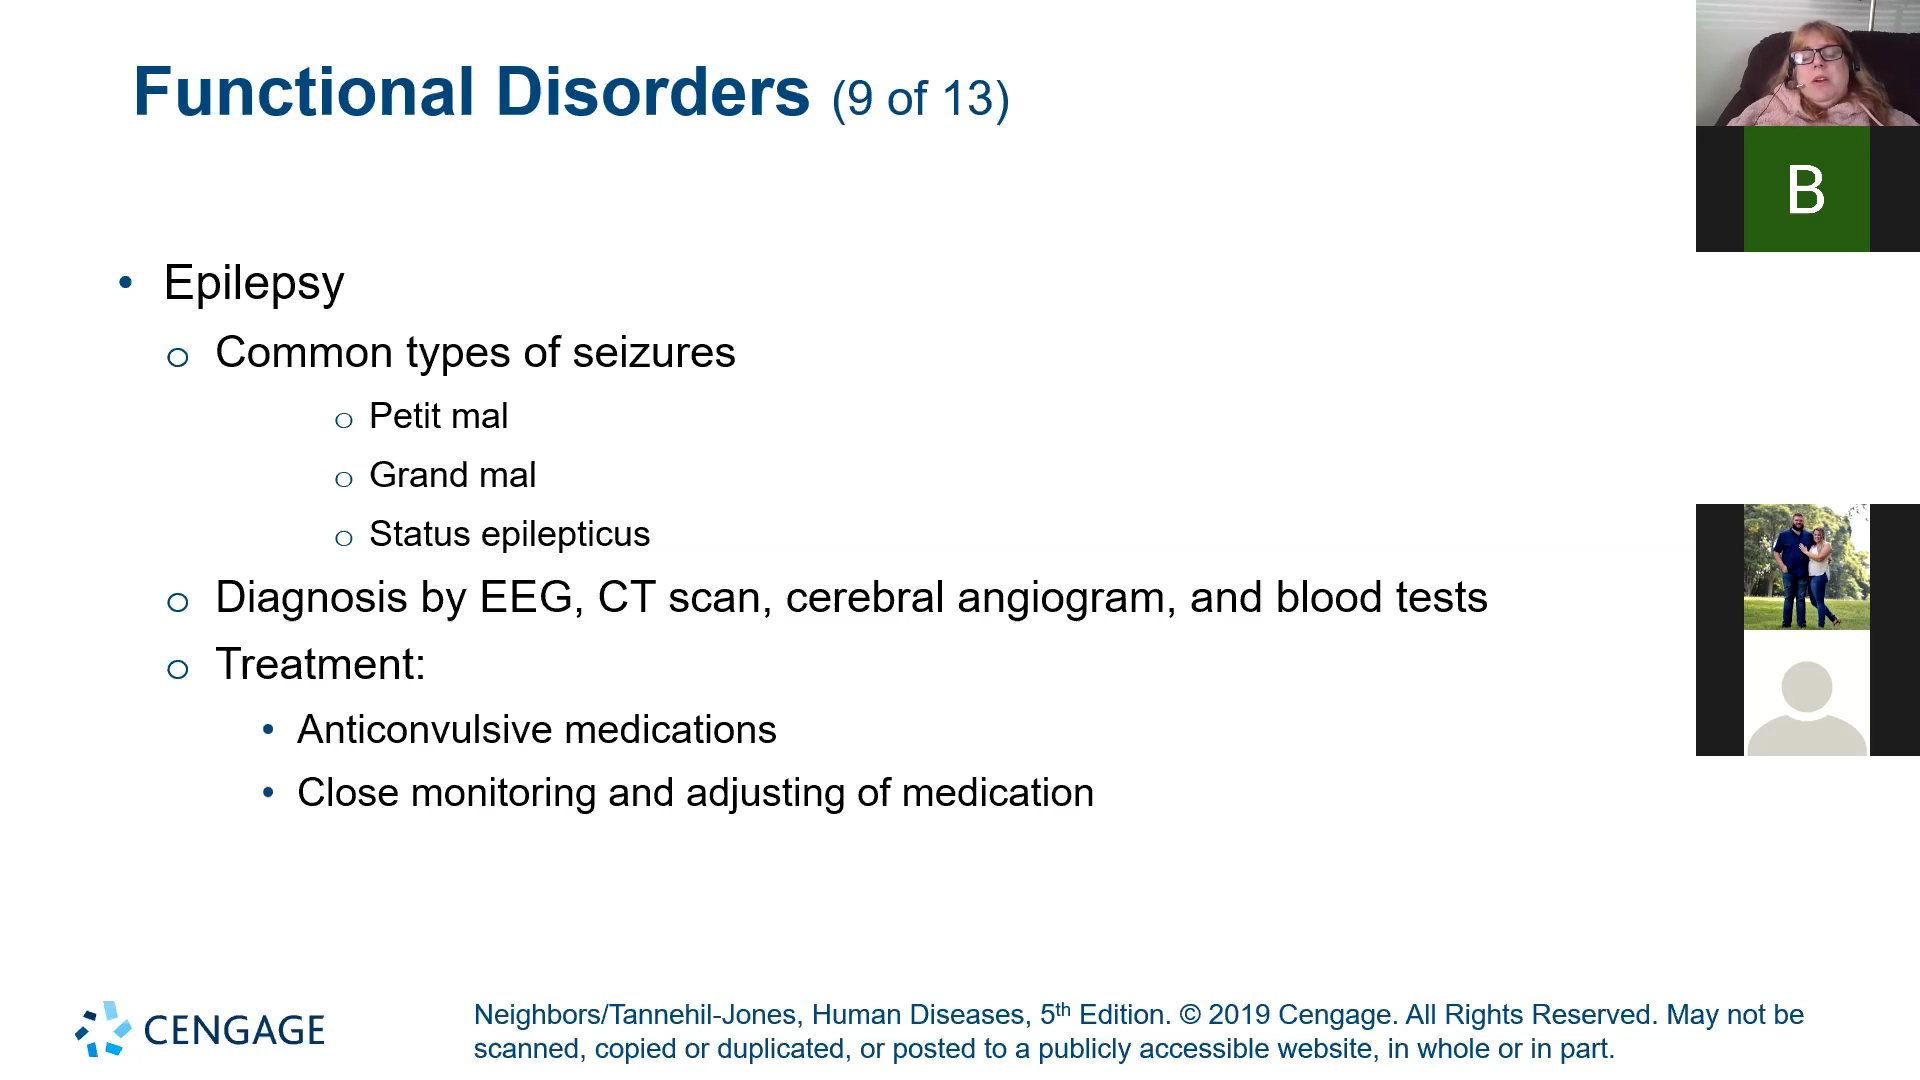 Functional Disorders (9 of 13)
B
• Epilepsy
o Common types of seizures
o Petit mal
o Grand mal
o Status epilepticus
o Diagnosis by EEG, CT scan, cerebral angiogram, and blood tests
o Treatment:
• Anticonvulsive medications
• Close monitoring and adjusting of medication
CENGAGE
Neighbors/Tannehil-Jones, Human Diseases, 5th Edition. © 2019 Cengage. All Rights Reserved. May not be
scanned, copied or duplicated, or posted to a publicly accessible website, in whole or in part.